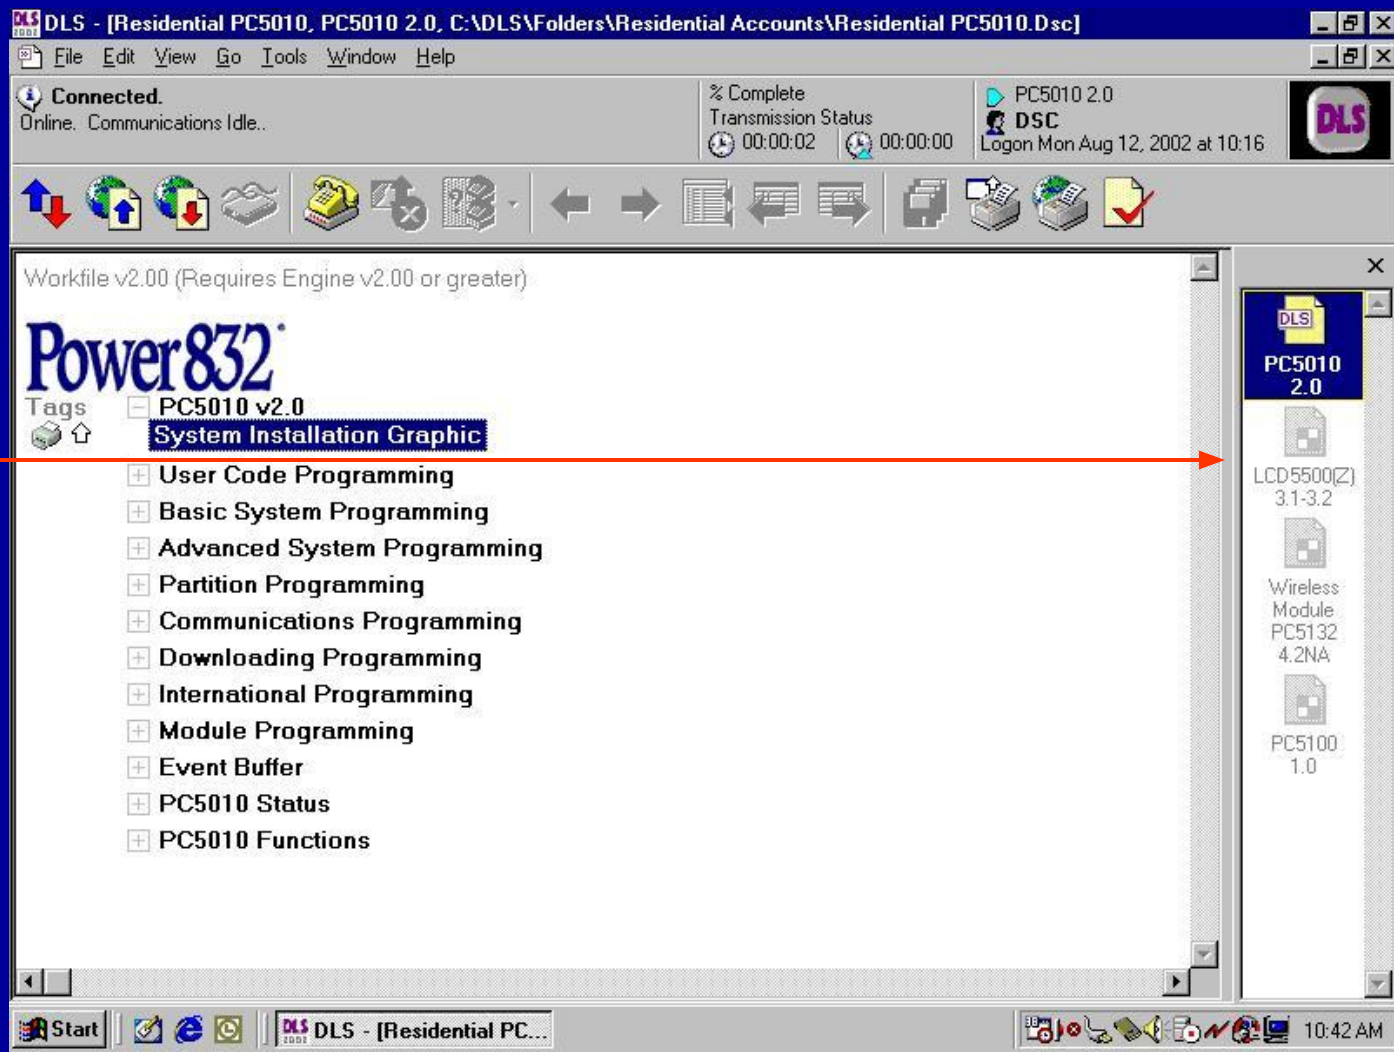 DLS - [Residential PC5010, PC5010 2.0, C:\DLS\Folders\Residential Accounts\Residential PC5010.Dsc]
File Edit View Go Tools Window Help
Connected.
Online. Communications Idle..
% Complete
Transmission Status
00:00:02 00:00:00
PC5010 2.0
DSC
Logon Mon Aug 12, 2002 at 10:16
DLS
Workfile v2.00 (Requires Engine v2.00 or greater)
Power832
Tags
PC5010 v2.0
System Installation Graphic
User Code Programming
Basic System Programming
Advanced System Programming
Partition Programming
Communications Programming
Downloading Programming
International Programming
Module Programming
Event Buffer
PC5010 Status
PC5010 Functions
DLS
PC5010
2.0
LCD5500(Z)
3.1-3.2
Wireless
Module
PC5132
4.2NA
PC5100
1.0
Start
DLS - [Residential PC...
10:42 AM